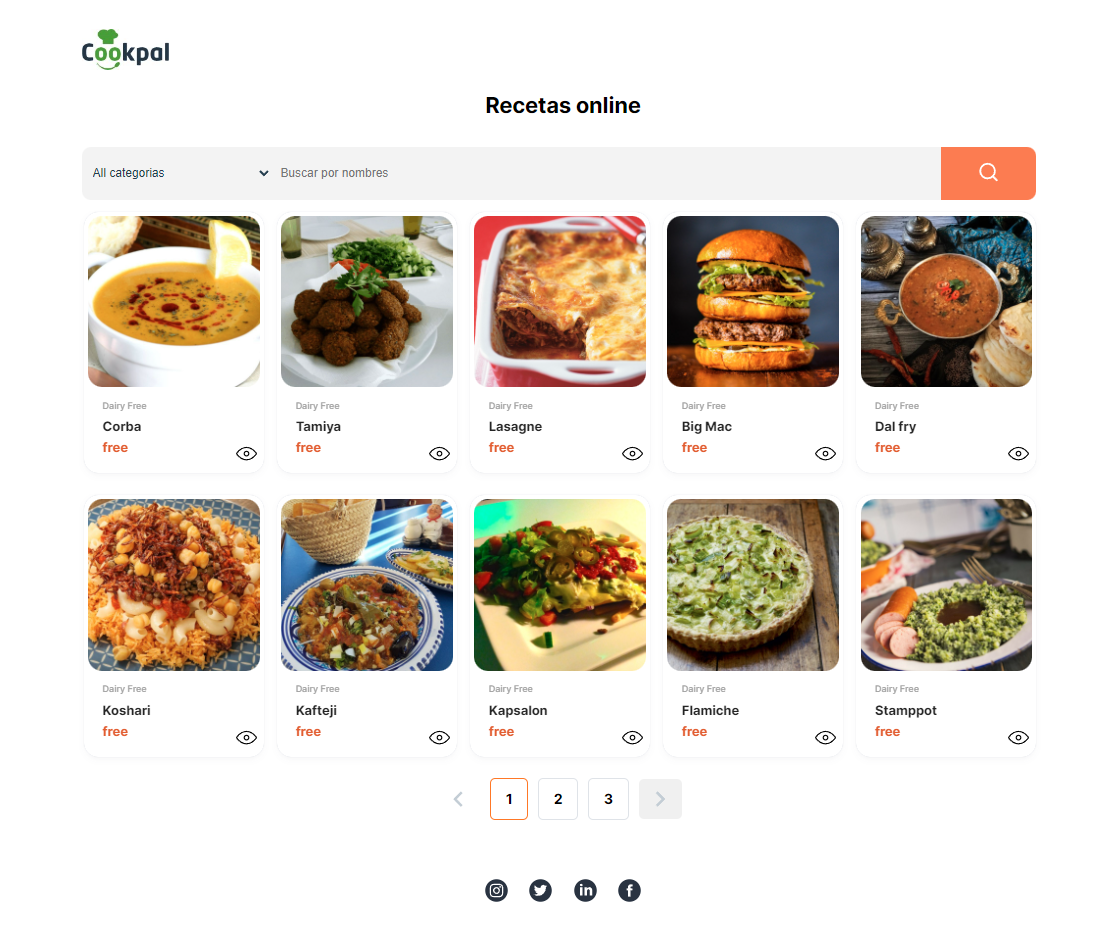 Cookpal
Recetas online
All categorias
Buscar por nombres
Dairy Free
Corba
free
Dairy Free
Tamiya
free
Dairy Free
Lasagne
free
Dairy Free
Big Mac
free
Dairy Free
Dal fry
free
Dairy Free
Koshari
free
Dairy Free
Kafteji
free
Dairy Free
Kapsalon
free
Dairy Free
Flamiche
free
Dairy Free
Stamppot
free
1 2 3